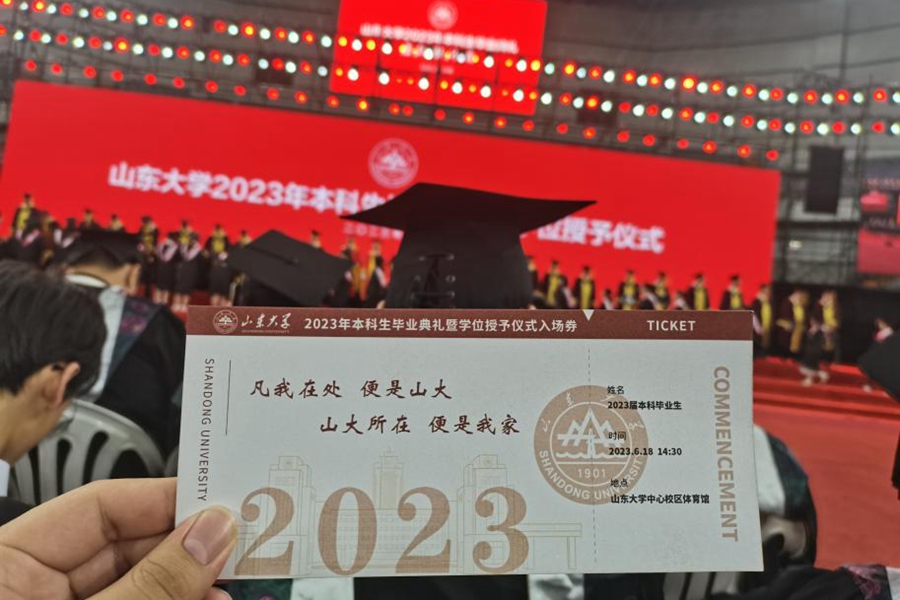 山东大学2023年本科生
位授予仪式
山东大学
2023年本科生毕业典礼暨学位授予仪式入场券
TICKET
SHANDONG UNIVERSITY
凡我在处 便是山大
山大所在 便是我家
2023
1901
SHANDONG UNIVERSITY
姓名
2023届本科毕业生
时间
2023.6.18 14:30
地点
山东大学中心校区体育馆
COMMENCEMENT